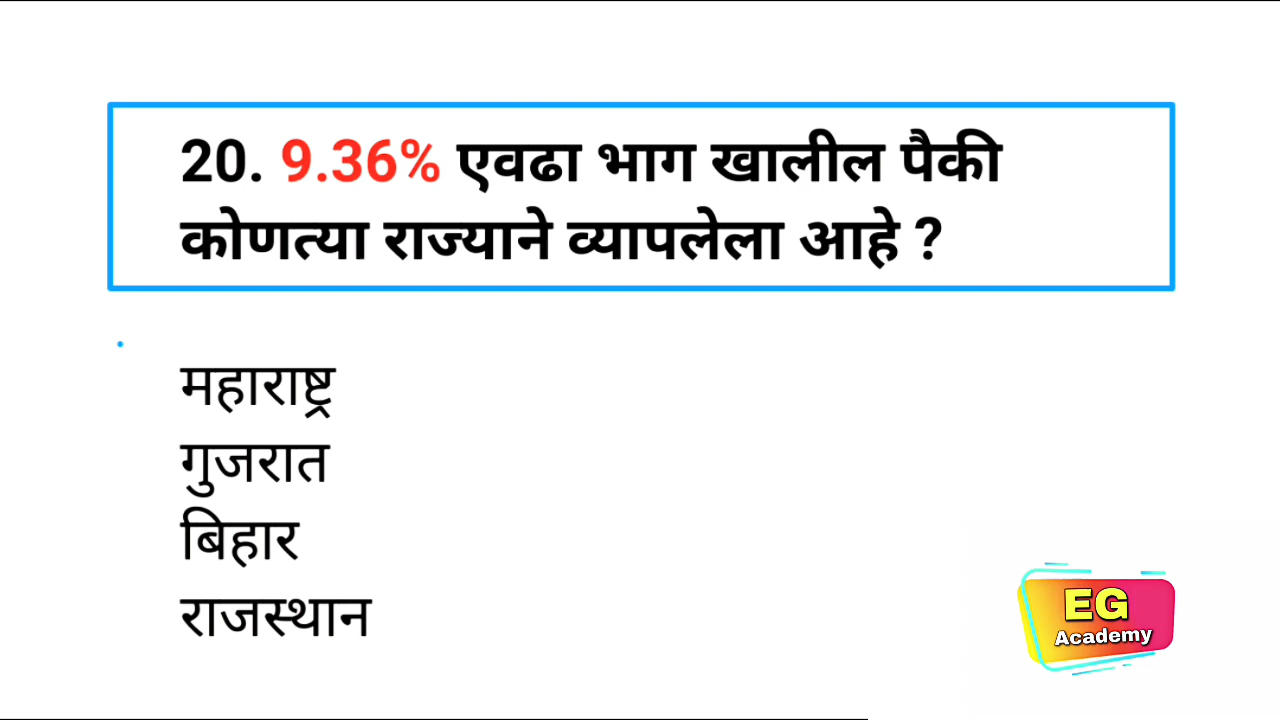 20. 9.36% एवढा भाग खालील पैकी
कोणत्या राज्याने व्यापलेला आहे ?
महाराष्ट्र
गुजरात
बिहार
राजस्थान
EG
Academy